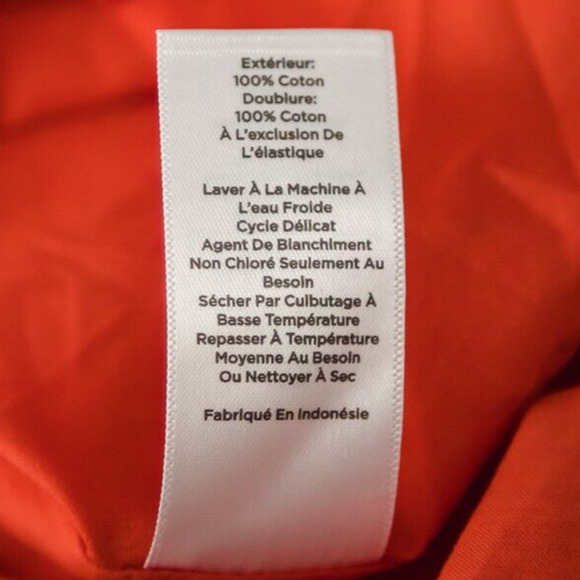 Extérieur:
100% Coton
Doublure:
100% Coton
À L'exclusion De
L'élastique
Laver À La Machine À
L'eau Froide
Cycle Délicat
Agent De Blanchiment
Non Chloré Seulement Au
Besoin
Sécher Par Culbutage À
Basse Température
Repasser À Température
Moyenne Au Besoin
Ou Nettoyer À Sec
Fabriqué En Indonésie